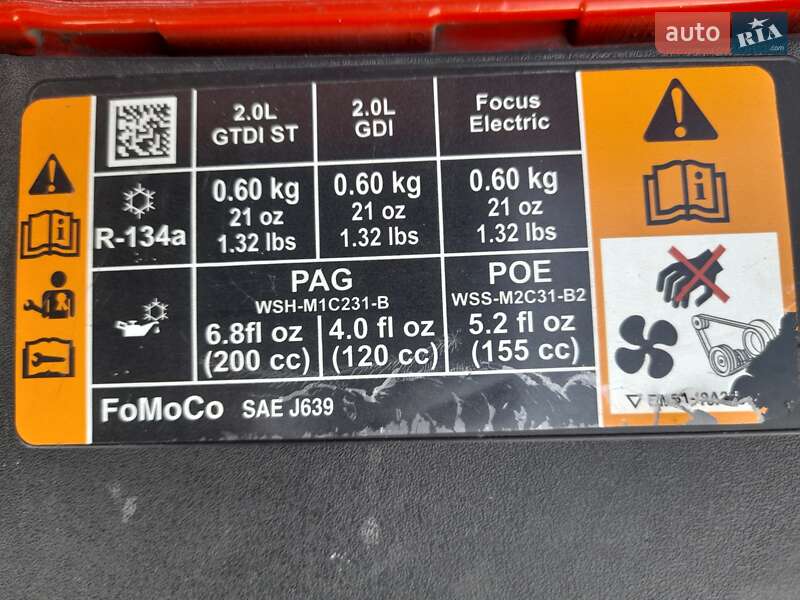 auto RIA
2.0L
GTDI ST
2.0L
GDI
Focus
Electric
R-134a
0.60 kg
21 oz
1.32 lbs
0.60 kg
21 oz
1.32 lbs
0.60 kg
21 oz
1.32 lbs
PAG
WSH-M1C231-B
POE
WSS-M2C31-B2
6.8fl oz
(200 cc)
4.0 fl oz
(120 cc)
5.2 fl oz
(155 cc)
FoMoCo SAE J639